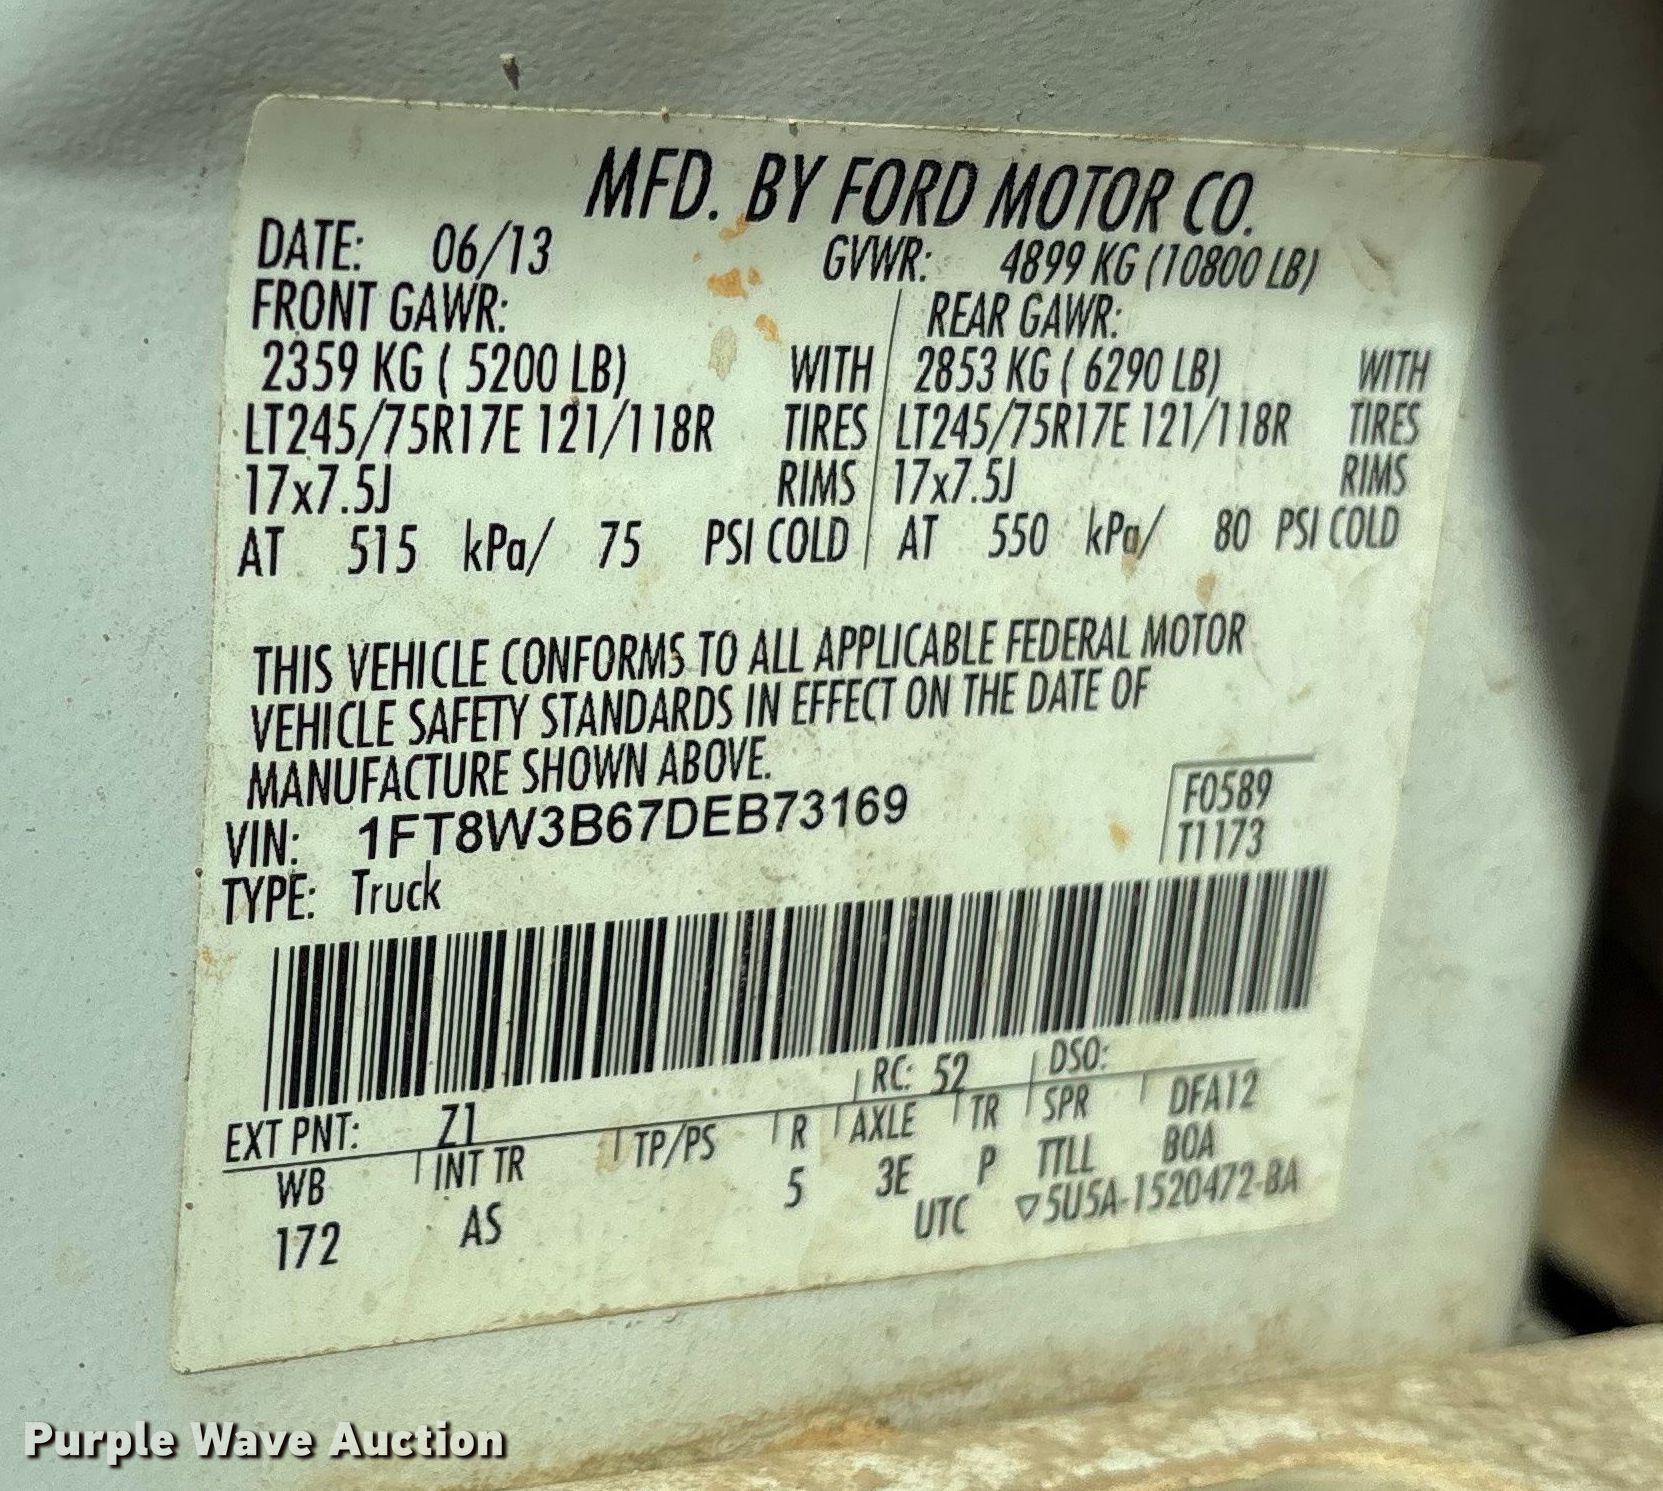 MFD. BY FORD MOTOR CO.
DATE: 06/13 GVWR: 4899 KG (10800 LB)
FRONT GAWR: REAR GAWR:
2359 KG ( 5200 LB) WITH 2853 KG ( 6290 LB) WITH
LT245/75R17E 121/118R TIRES LT245/75R17E 121/118R TIRES
17x7.5J RIMS 17x7.5J RIMS
AT 515 kPa/ 75 PSI COLD AT 550 kPa/ 80 PSI COLD
THIS VEHICLE CONFORMS TO ALL APPLICABLE FEDERAL MOTOR
VEHICLE SAFETY STANDARDS IN EFFECT ON THE DATE OF
MANUFACTURE SHOWN ABOVE.
F0589
VIN: 1FT8W3B67DEB73169
T1173
TYPE: Truck
EXT PNT: Z1 RC: 52 DSO:
WB INT TR TP/PS R AXLE TR SPR DFA12
172 AS 5 3E P TTLL BOA
UTC ▽5U5A-1520472-BA
Purple Wave Auction